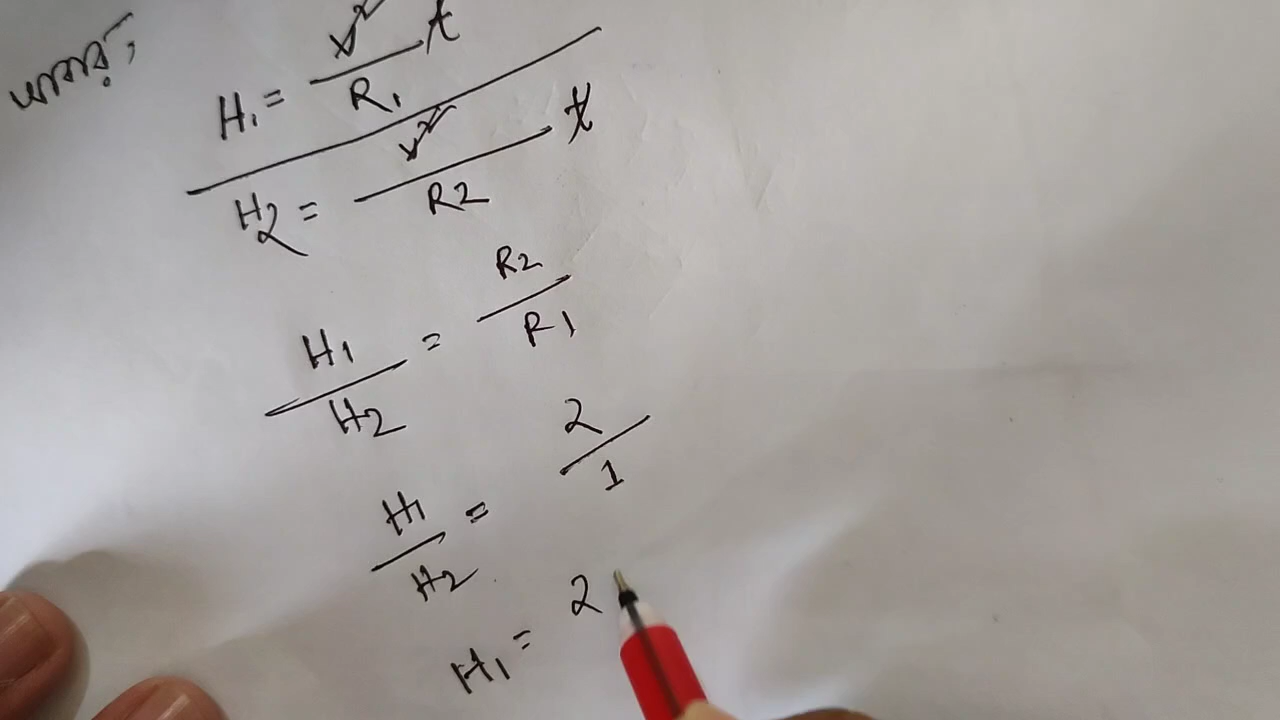 H₁ = V²/R₁ t
H2 = V²/R2 t
H1/H2 = R2/R1
H1/H2 = 2/1
H1 = 2